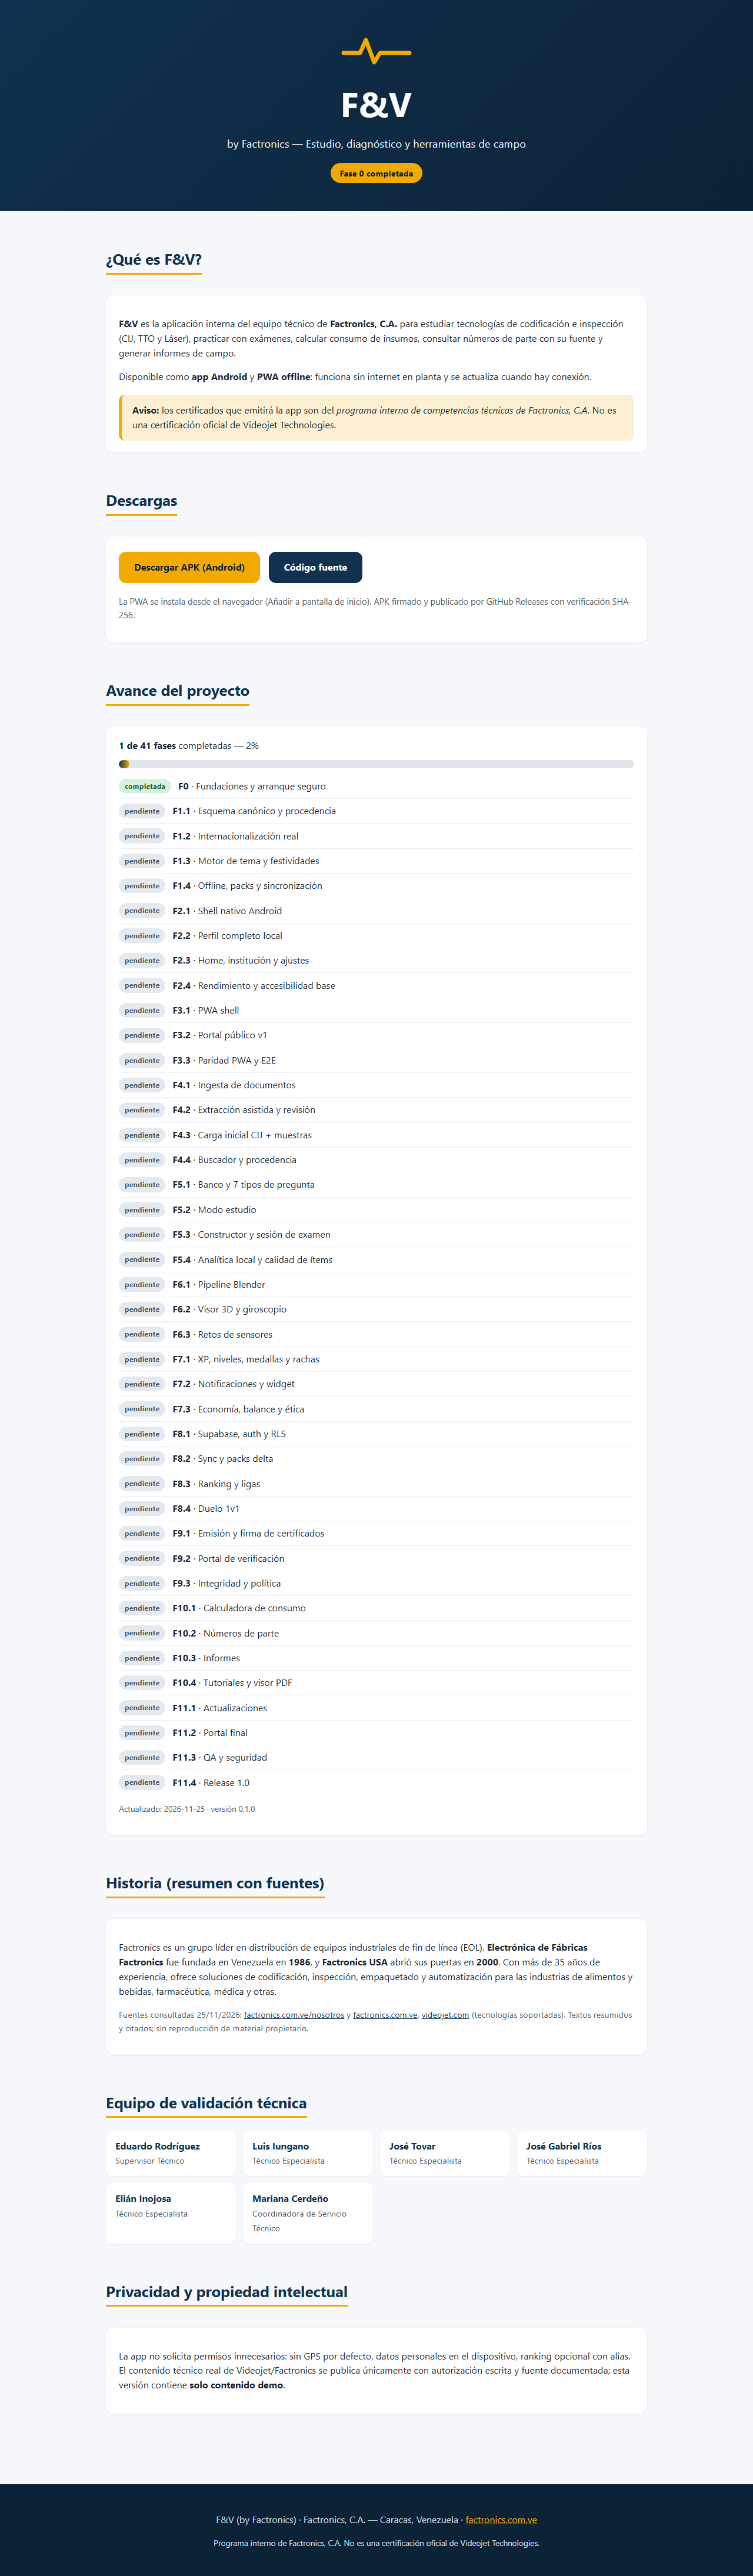 F&V
by Factronics — Estudio, diagnóstico y herramientas de campo
Fase 0 completada
¿Qué es F&V?
F&V es la aplicación interna del equipo técnico de Factronics, C.A. para estudiar tecnologías de codificación e inspección
(CIJ, TTO y Láser), practicar con exámenes, calcular consumo de insumos, consultar números de parte con su fuente y
generar informes de campo.
Disponible como app Android y PWA offline: funciona sin internet en planta y se actualiza cuando hay conexión.
Aviso: los certificados que emitirá la app son del programa interno de competencias técnicas de Factronics, C.A. No es
una certificación oficial de Videojet Technologies.
Descargas
Descargar APK (Android)
Código fuente
La PWA se instala desde el navegador (Añadir a pantalla de inicio). APK firmado y publicado por GitHub Releases con verificación SHA-
256.
Avance del proyecto
1 de 41 fases completadas — 2%
completada F0 · Fundaciones y arranque seguro
pendiente F1.1 · Esquema canónico y procedencia
pendiente F1.2 · Internacionalización real
pendiente F1.3 · Motor de tema y festividades
pendiente F1.4 · Offline, packs y sincronización
pendiente F2.1 · Shell nativo Android
pendiente F2.2 · Perfil completo local
pendiente F2.3 · Home, institución y ajustes
pendiente F2.4 · Rendimiento y accesibilidad base
pendiente F3.1 · PWA shell
pendiente F3.2 · Portal público v1
pendiente F3.3 · Paridad PWA y E2E
pendiente F4.1 · Ingesta de documentos
pendiente F4.2 · Extracción asistida y revisión
pendiente F4.3 · Carga inicial CIJ + muestras
pendiente F4.4 · Buscador y procedencia
pendiente F5.1 · Banco y 7 tipos de pregunta
pendiente F5.2 · Modo estudio
pendiente F5.3 · Constructor y sesión de examen
pendiente F5.4 · Analítica local y calidad de ítems
pendiente F6.1 · Pipeline Blender
pendiente F6.2 · Visor 3D y giroscopio
pendiente F6.3 · Retos de sensores
pendiente F7.1 · XP, niveles, medallas y rachas
pendiente F7.2 · Notificaciones y widget
pendiente F7.3 · Economía, balance y ética
pendiente F8.1 · Supabase, auth y RLS
pendiente F8.2 · Sync y packs delta
pendiente F8.3 · Ranking y ligas
pendiente F8.4 · Duelo 1v1
pendiente F9.1 · Emisión y firma de certificados
pendiente F9.2 · Portal de verificación
pendiente F9.3 · Integridad y política
pendiente F10.1 · Calculadora de consumo
pendiente F10.2 · Números de parte
pendiente F10.3 · Informes
pendiente F10.4 · Tutoriales y visor PDF
pendiente F11.1 · Actualizaciones
pendiente F11.2 · Portal final
pendiente F11.3 · QA y seguridad
pendiente F11.4 · Release 1.0
Actualizado: 2026-11-25 · versión 0.1.0
Historia (resumen con fuentes)
Factronics es un grupo líder en distribución de equipos industriales de fin de línea (EOL). Electrónica de Fábricas
Factronics fue fundada en Venezuela en 1986, y Factronics USA abrió sus puertas en 2000. Con más de 35 años de
experiencia, ofrece soluciones de codificación, inspección, empaquetado y automatización para las industrias de alimentos y
bebidas, farmacéutica, médica y otras.
Fuentes consultadas 25/11/2026: factronics.com.ve/nosotros y factronics.com.ve. videojet.com (tecnologías soportadas). Textos resumidos
y citados; sin reproducción de material propietario.
Equipo de validación técnica
Eduardo Rodríguez
Supervisor Técnico
Luis Iungano
Técnico Especialista
José Tovar
Técnico Especialista
José Gabriel Ríos
Técnico Especialista
Elián Inojosa
Técnico Especialista
Mariana Cerdeño
Coordinadora de Servicio
Técnico
Privacidad y propiedad intelectual
La app no solicita permisos innecesarios: sin GPS por defecto, datos personales en el dispositivo, ranking opcional con alias.
El contenido técnico real de Videojet/Factronics se publica únicamente con autorización escrita y fuente documentada; esta
versión contiene solo contenido demo.
F&V (by Factronics) · Factronics, C.A. — Caracas, Venezuela · factronics.com.ve
Programa interno de Factronics, C.A. No es una certificación oficial de Videojet Technologies.